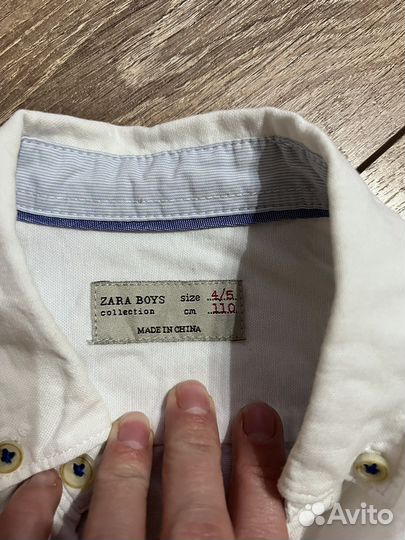 ZARA BOYS size 4/5
collection cm 110
MADE IN CHINA
Avito